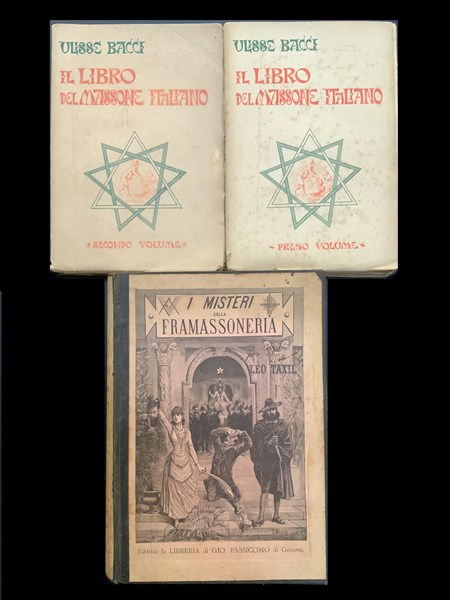 ULISSE BACCI
IL LIBRO
DEL MASSONE ITALIANO
SECONDO VOLUME
ULISSE BACCI
IL LIBRO
DEL MASSONE ITALIANO
PRIMO VOLUME
I MISTERI
DELLA
FRAMASSONERIA
LEO TAXIL
Editrice la LIBRERIA di GIO. FASSICOMO di Genova.